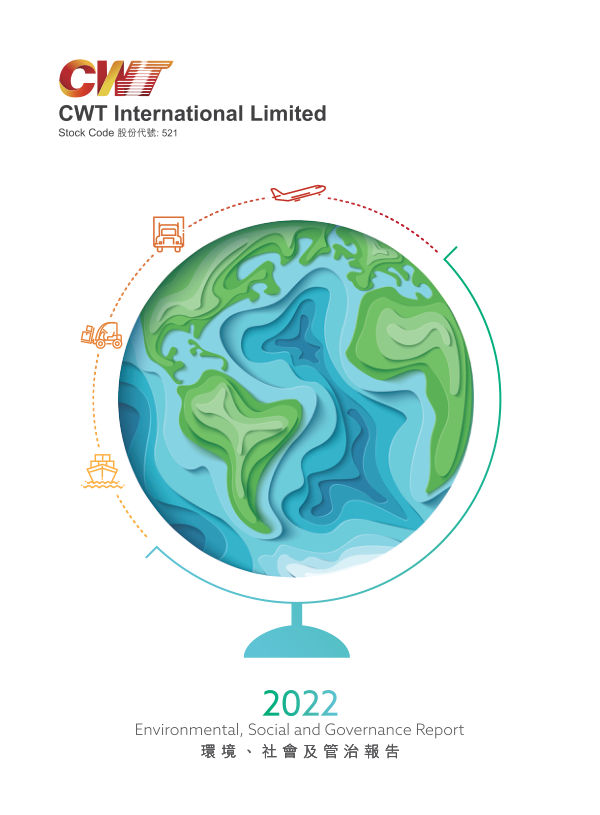 CWT
CWT International Limited
Stock Code 股份代號: 521
2022
Environmental, Social and Governance Report
環境、社會及管治報告